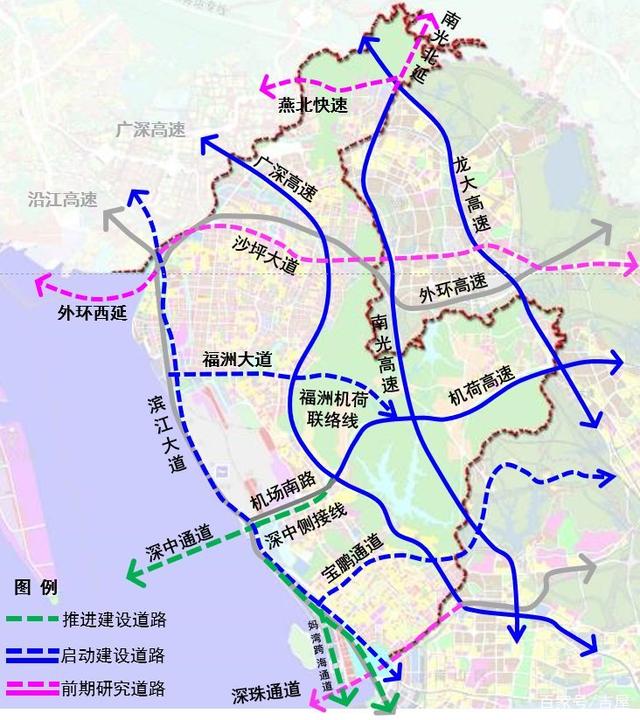 南光北延
燕北快速
广深高速
广深高速
龙大高速
沿江高速
沙坪大道
外环高速
外环西延
南光高速
福洲大道
机荷高速
福洲机荷
联络线
滨江大道
机场南路
深中通道
深中侧接线
宝鹏通道
图 例
推进建设道路
启动建设道路
前期研究道路
妈湾跨海通道
深珠通道